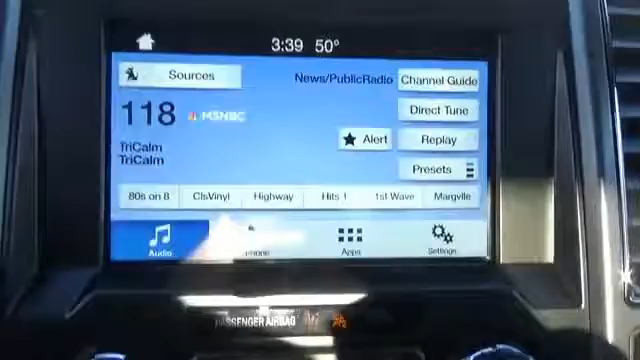 3:39 50°
Sources
News/PublicRadio
Channel Guide
118 MSNBC
Direct Tune
Alert
Replay
TriCalm
TriCalm
Presets
80s on 8
ClsVinyl
Highway
Hits 1
1st Wave
Margvlle
Audio
Phone
Apps
Settings
PASSENGER AIRBAG